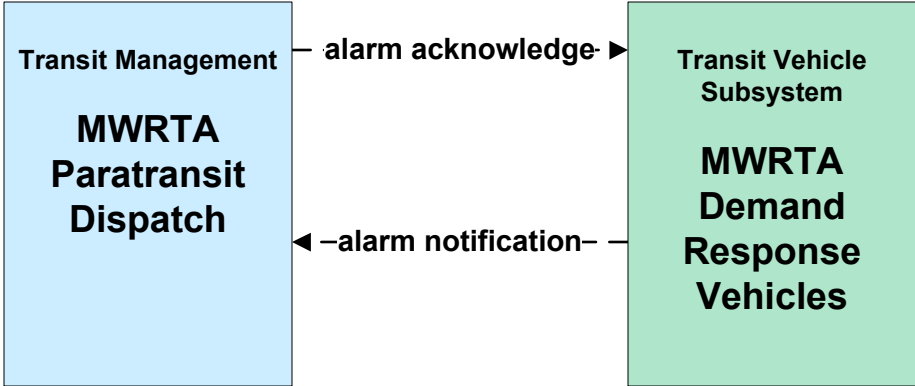 Transit Management
MWRTA
Paratransit
Dispatch
alarm acknowledge
alarm notification
Transit Vehicle
Subsystem
MWRTA
Demand
Response
Vehicles